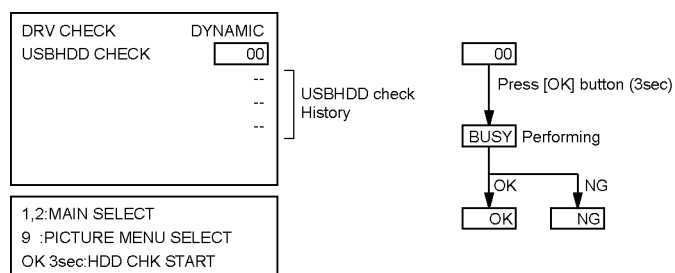 DRV CHECK DYNAMIC
USBHDD CHECK 00
--
--
--
USBHDD check
History
1,2:MAIN SELECT
9 :PICTURE MENU SELECT
OK 3sec:HDD CHK START
00
Press [OK] button (3sec)
BUSY Performing
OK NG
OK NG